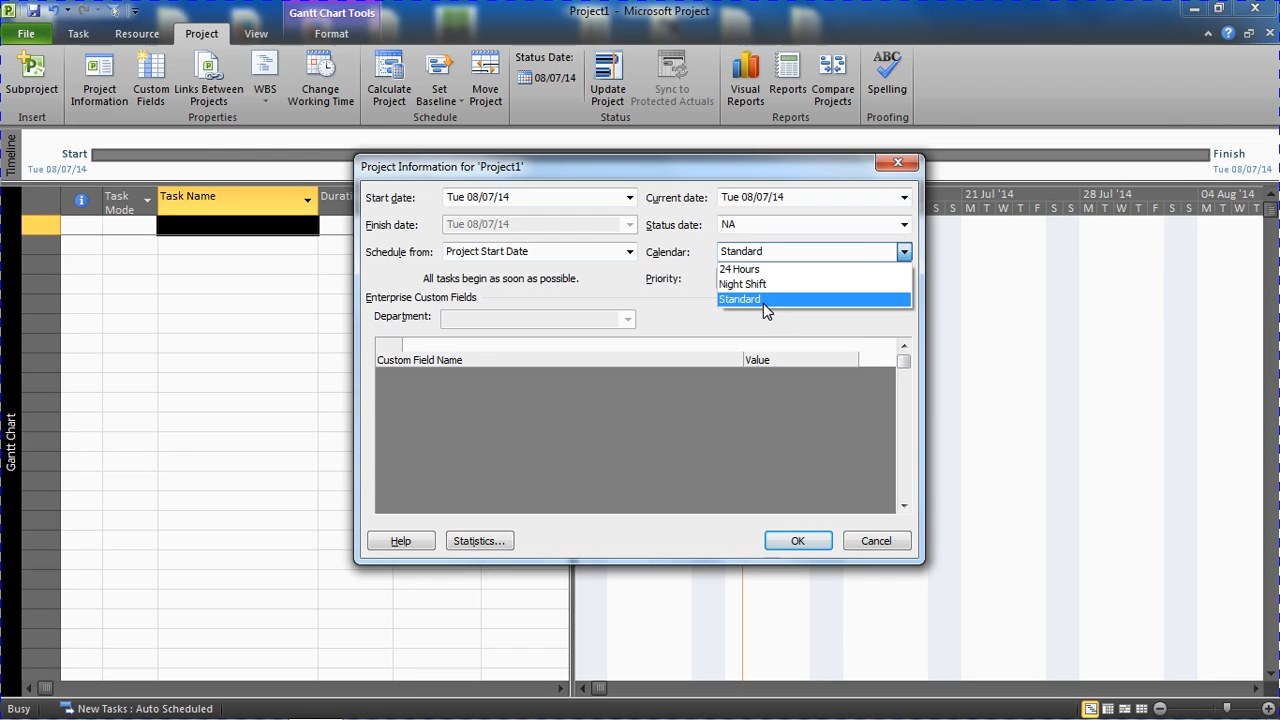 Gantt Chart Tools
Project1 - Microsoft Project
File Task Resource Project View Format
Subproject
Project Information
Custom Fields
Links Between Projects
WBS
Change Working Time
Calculate Project
Set Baseline
Move Project
Status Date:
08/07/14
Update Project
Sync to Protected Actuals
Visual Reports
Reports
Compare Projects
ABC
Spelling
Insert Properties Schedule Status Reports Proofing
Timeline
Start
Tue 08/07/14
Finish
Tue 08/07/14
Task Mode
Task Name
Durati
21 Jul '14 28 Jul '14 04 Aug '14
S S M T W T F S S M T W T F S S M T W T
Gantt Chart
Project Information for 'Project1'
Start date: Tue 08/07/14
Current date: Tue 08/07/14
Finish date: Tue 08/07/14
Status date: NA
Schedule from: Project Start Date
Calendar: Standard
24 Hours
Night Shift
Standard
All tasks begin as soon as possible.
Priority:
Enterprise Custom Fields
Department:
Custom Field Name Value
Help Statistics... OK Cancel
Busy New Tasks : Auto Scheduled